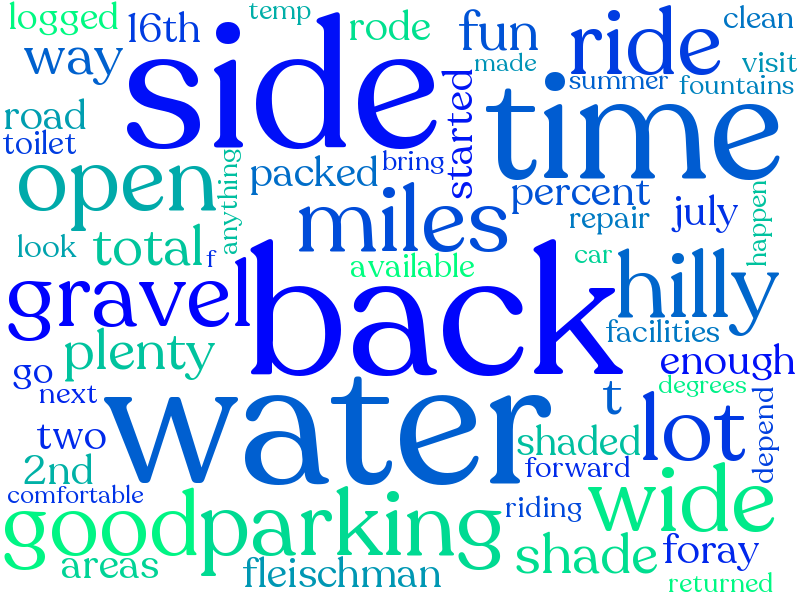 logged
16th
temp
rode
fun
ride
clean
way
side
made
summer
visit
fountains
road
toilet
started
time
open
packed
bring
anything
miles
percent
repair
july
happen
look
total
f
available
car
hilly
gravel
back
facilities
plenty
enough
go
next
water
t
degrees
lot
depend
two
2nd
shaded
forward
comfortable
good
parking
riding
wide
areas
fleischman
shade
foray
returned